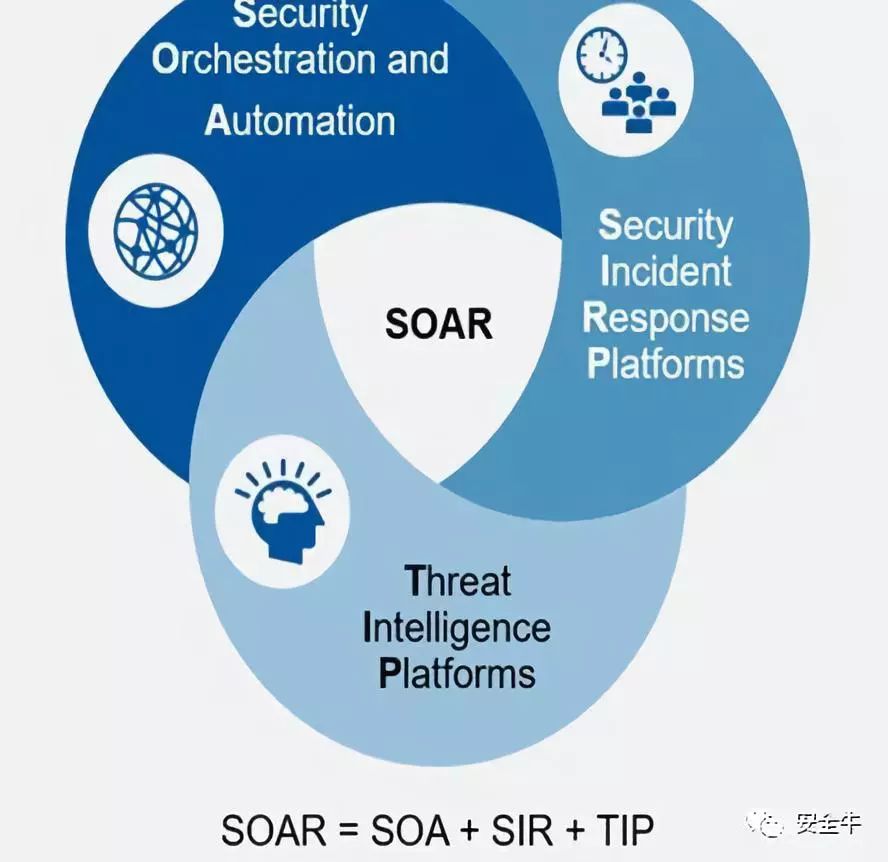 Security
Orchestration and
Automation
Security
Incident
Response
Platforms
SOAR
Threat
Intelligence
Platforms
SOAR = SOA + SIR + TIP
安全牛